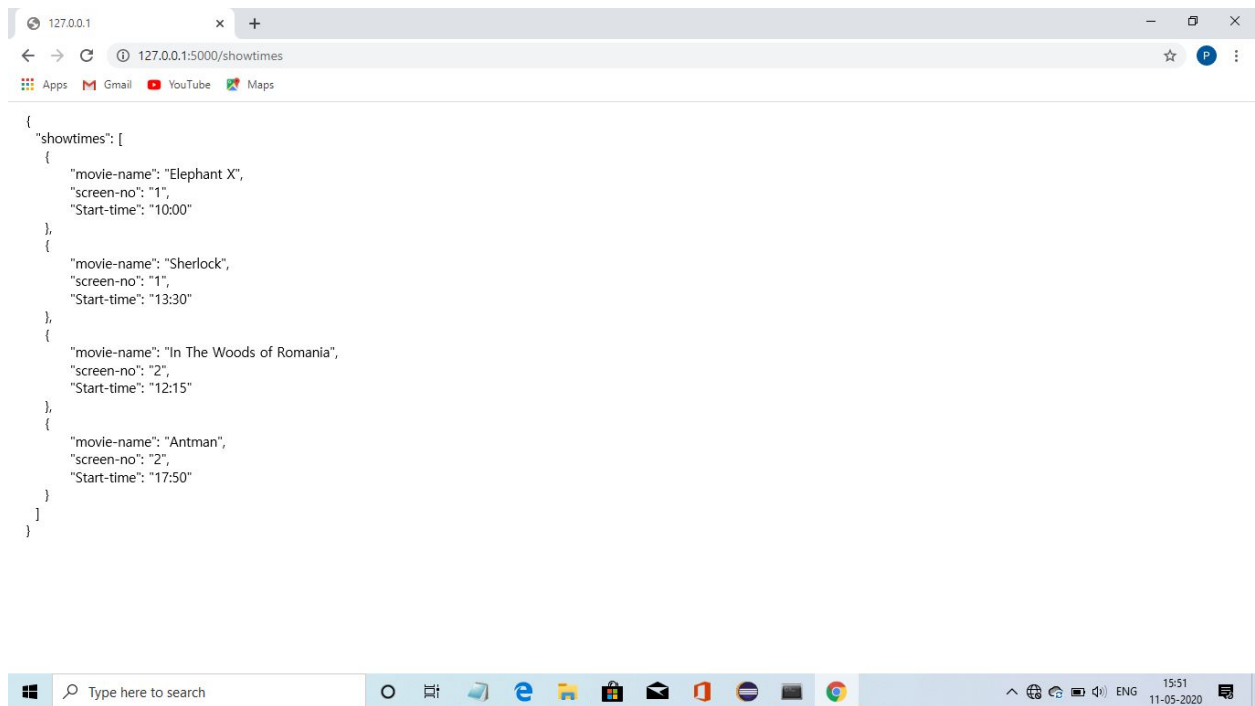 127.0.0.1
127.0.0.1:5000/showtimes
P
Apps Gmail YouTube Maps
{
"showtimes": [
{
"movie-name": "Elephant X",
"screen-no": "1",
"Start-time": "10:00"
},
{
"movie-name": "Sherlock",
"screen-no": "1",
"Start-time": "13:30"
},
{
"movie-name": "In The Woods of Romania",
"screen-no": "2",
"Start-time": "12:15"
},
{
"movie-name": "Antman",
"screen-no": "2",
"Start-time": "17:50"
}
]
}
Type here to search
ENG
15:51
11-05-2020